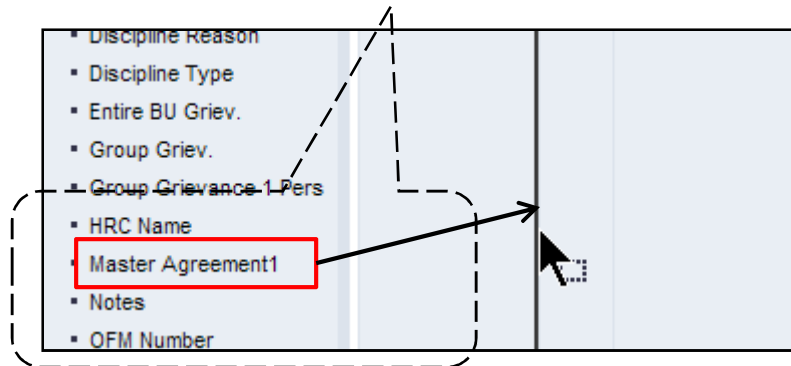 Discipline Reason
Discipline Type
Entire BU Griev.
Group Griev.
Group Grievance 1 Pers
HRC Name
Master Agreement1
Notes
OFM Number